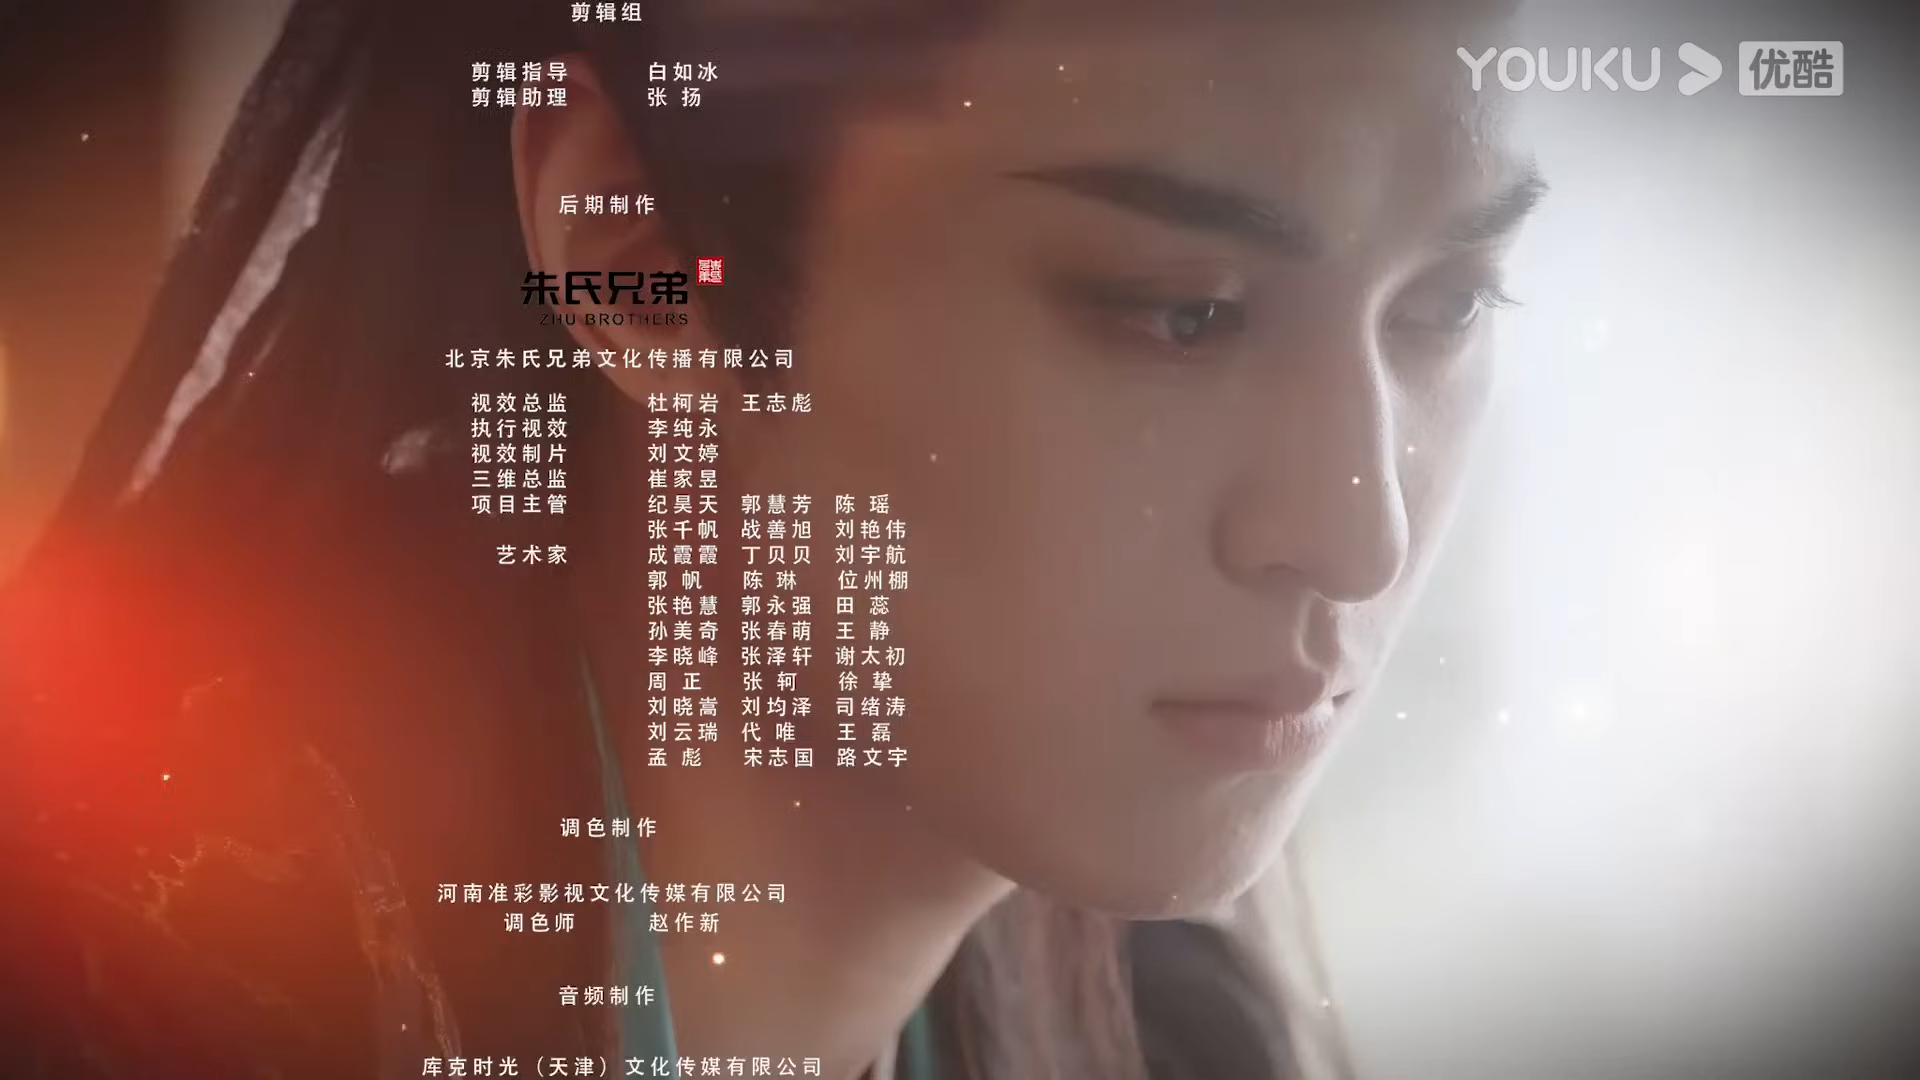 剪辑组
YOUKU 优酷
剪辑指导 白如冰
剪辑助理 张 扬
后期制作
朱氏兄弟
ZHU BROTHERS
北京朱氏兄弟文化传播有限公司
视效总监 杜柯岩 王志彪
执行视效 李纯永
视效制片 刘文婷
三维总监 崔家昱
项目主管 纪昊天 郭慧芳 陈 瑶
张千帆 战善旭 刘艳伟
艺术家 成霞霞 丁贝贝 刘宇航
郭 帆 陈 琳 位州棚
张艳慧 郭永强 田 蕊
孙美奇 张春萌 王 静
李晓峰 张泽轩 谢太初
周 正 张 轲 徐 挚
刘晓嵩 刘均泽 司绪涛
刘云瑞 代 唯 王 磊
孟 彪 宋志国 路文宇
调色制作
河南准彩影视文化传媒有限公司
调色师 赵作新
音频制作
库克时光（天津）文化传媒有限公司